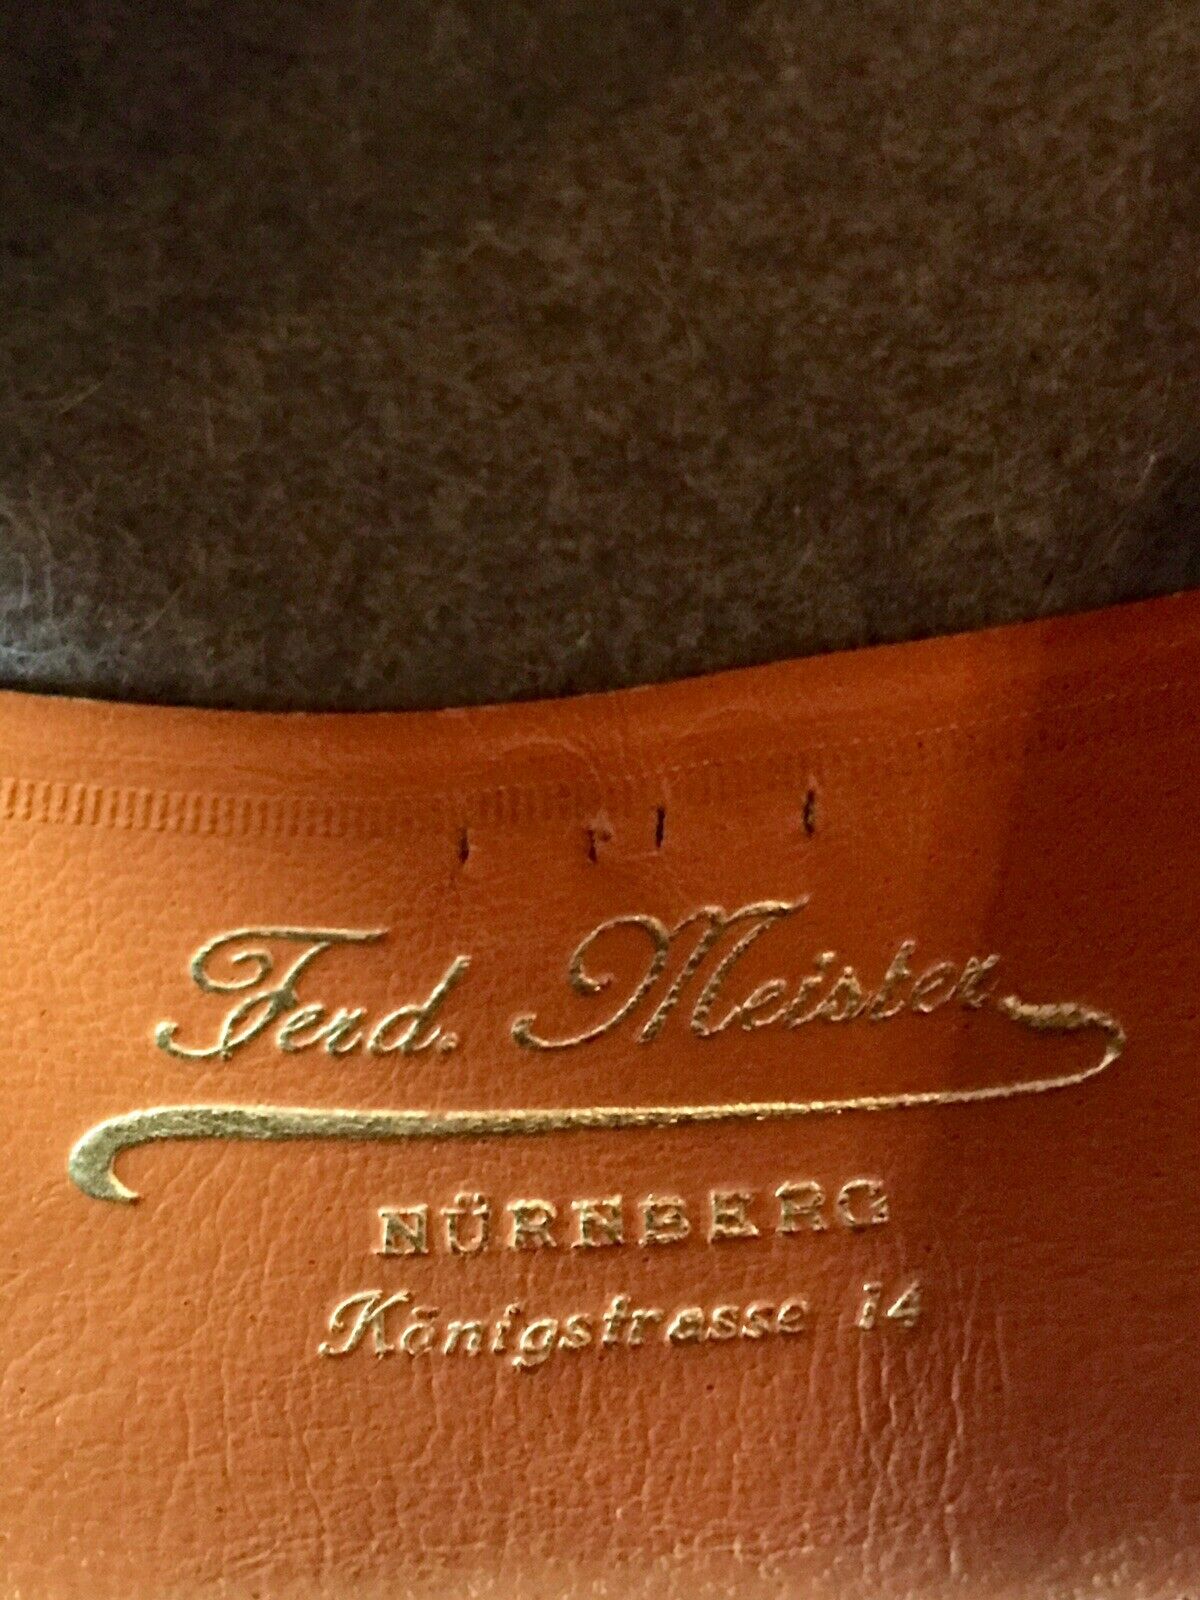 Ferd. Meister
NÜRNBERG
Königstrasse 14